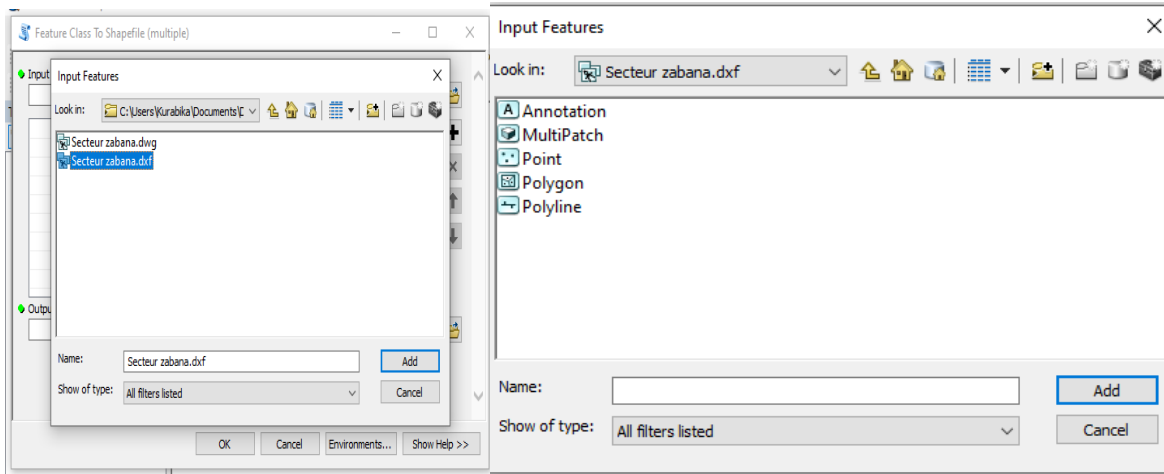 Feature Class To Shapefile (multiple)
Input
Input Features
Look in: C:\Users\Kurabika\Documents\D
Secteur zabana.dwg
Secteur zabana.dxf
Outpu
Name: Secteur zabana.dxf Add
Show of type: All filters listed Cancel
OK Cancel Environments... Show Help >>
Input Features
Look in: Secteur zabana.dxf
A Annotation
MultiPatch
Point
Polygon
Polyline
Name: Add
Show of type: All filters listed Cancel